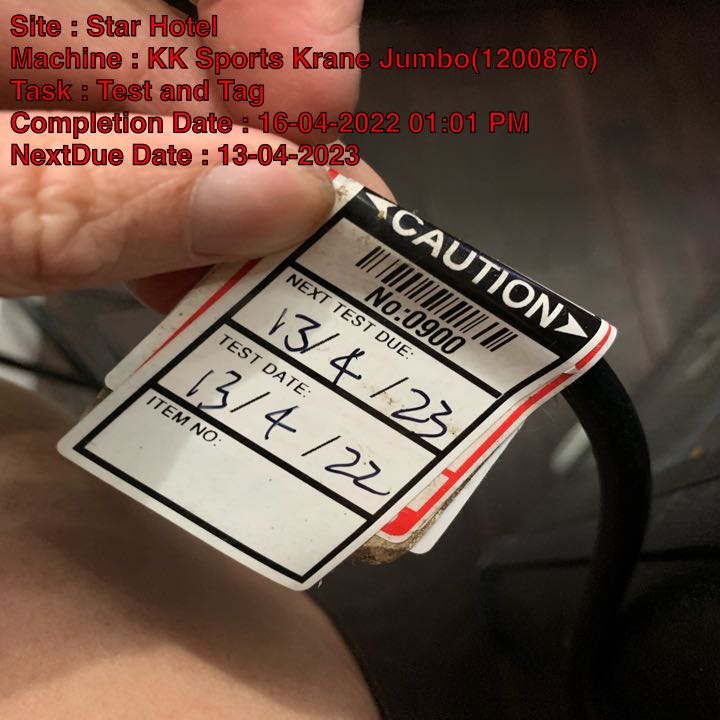 Site : Star Hotel
Machine : KK Sports Krane Jumbo(1200876)
Task : Test and Tag
Completion Date : 16-04-2022 01:01 PM
NextDue Date : 13-04-2023
CAUTION
No:0900
NEXT TEST DUE:
13/4/23
TEST DATE:
13/4/22
ITEM NO: